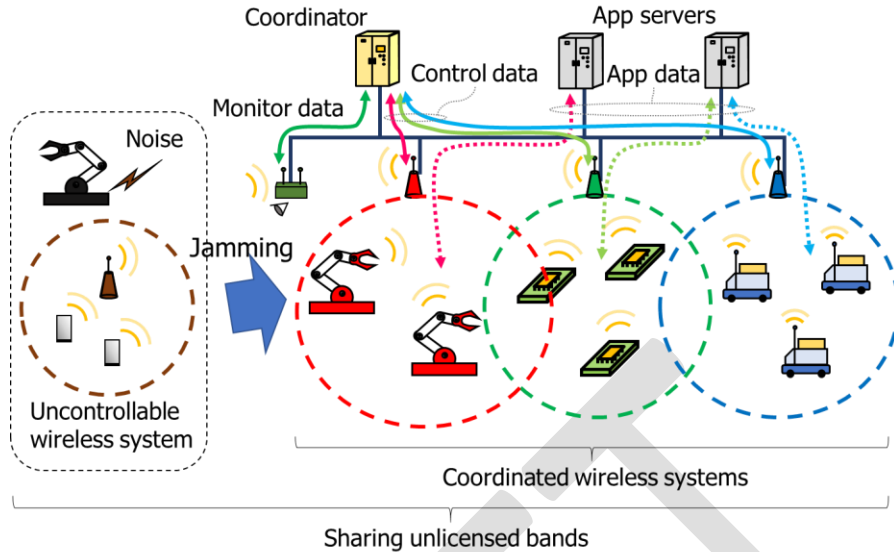 Coordinator
App servers
Control data
App data
Monitor data
Noise
Jamming
Uncontrollable
wireless system
Coordinated wireless systems
Sharing unlicensed bands